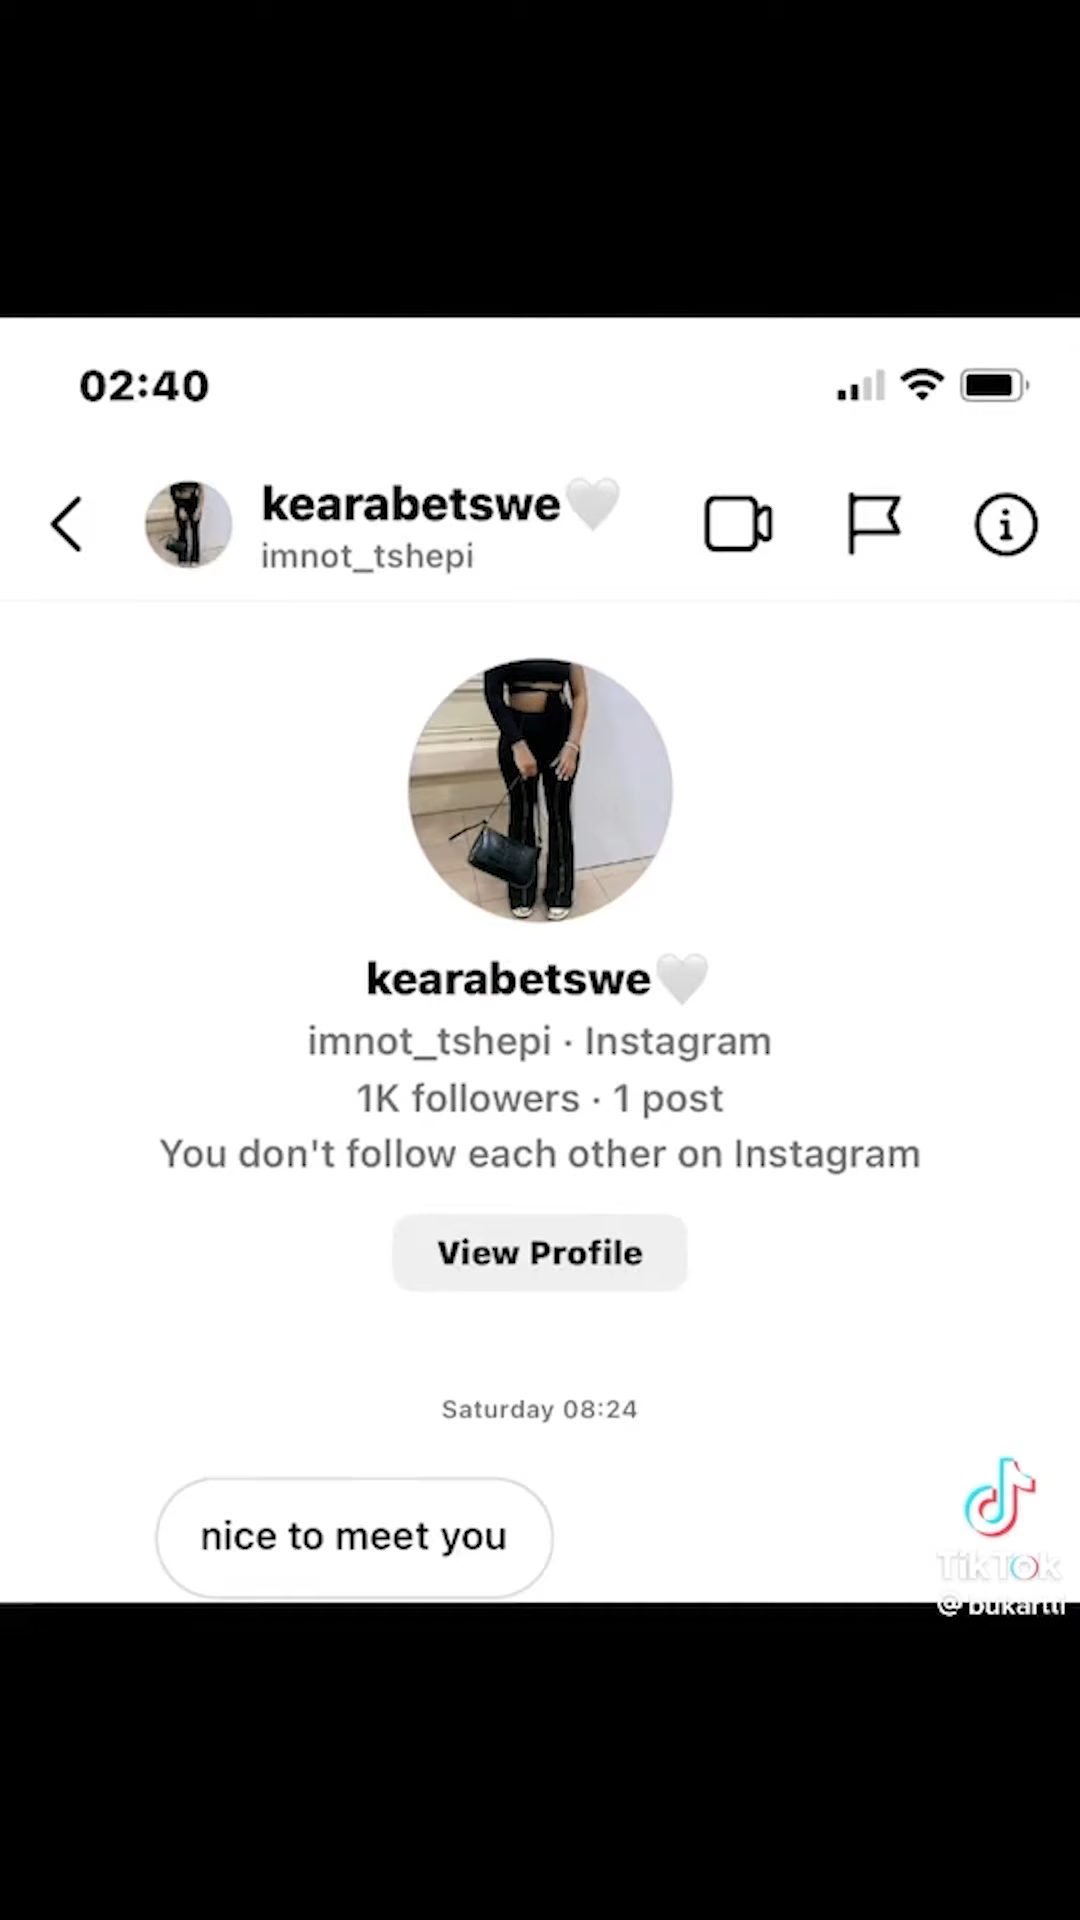 02:40
kearabetswe🤍
imnot_tshepi
kearabetswe🤍
imnot_tshepi · Instagram
1K followers · 1 post
You don't follow each other on Instagram
View Profile
Saturday 08:24
nice to meet you
TikTok